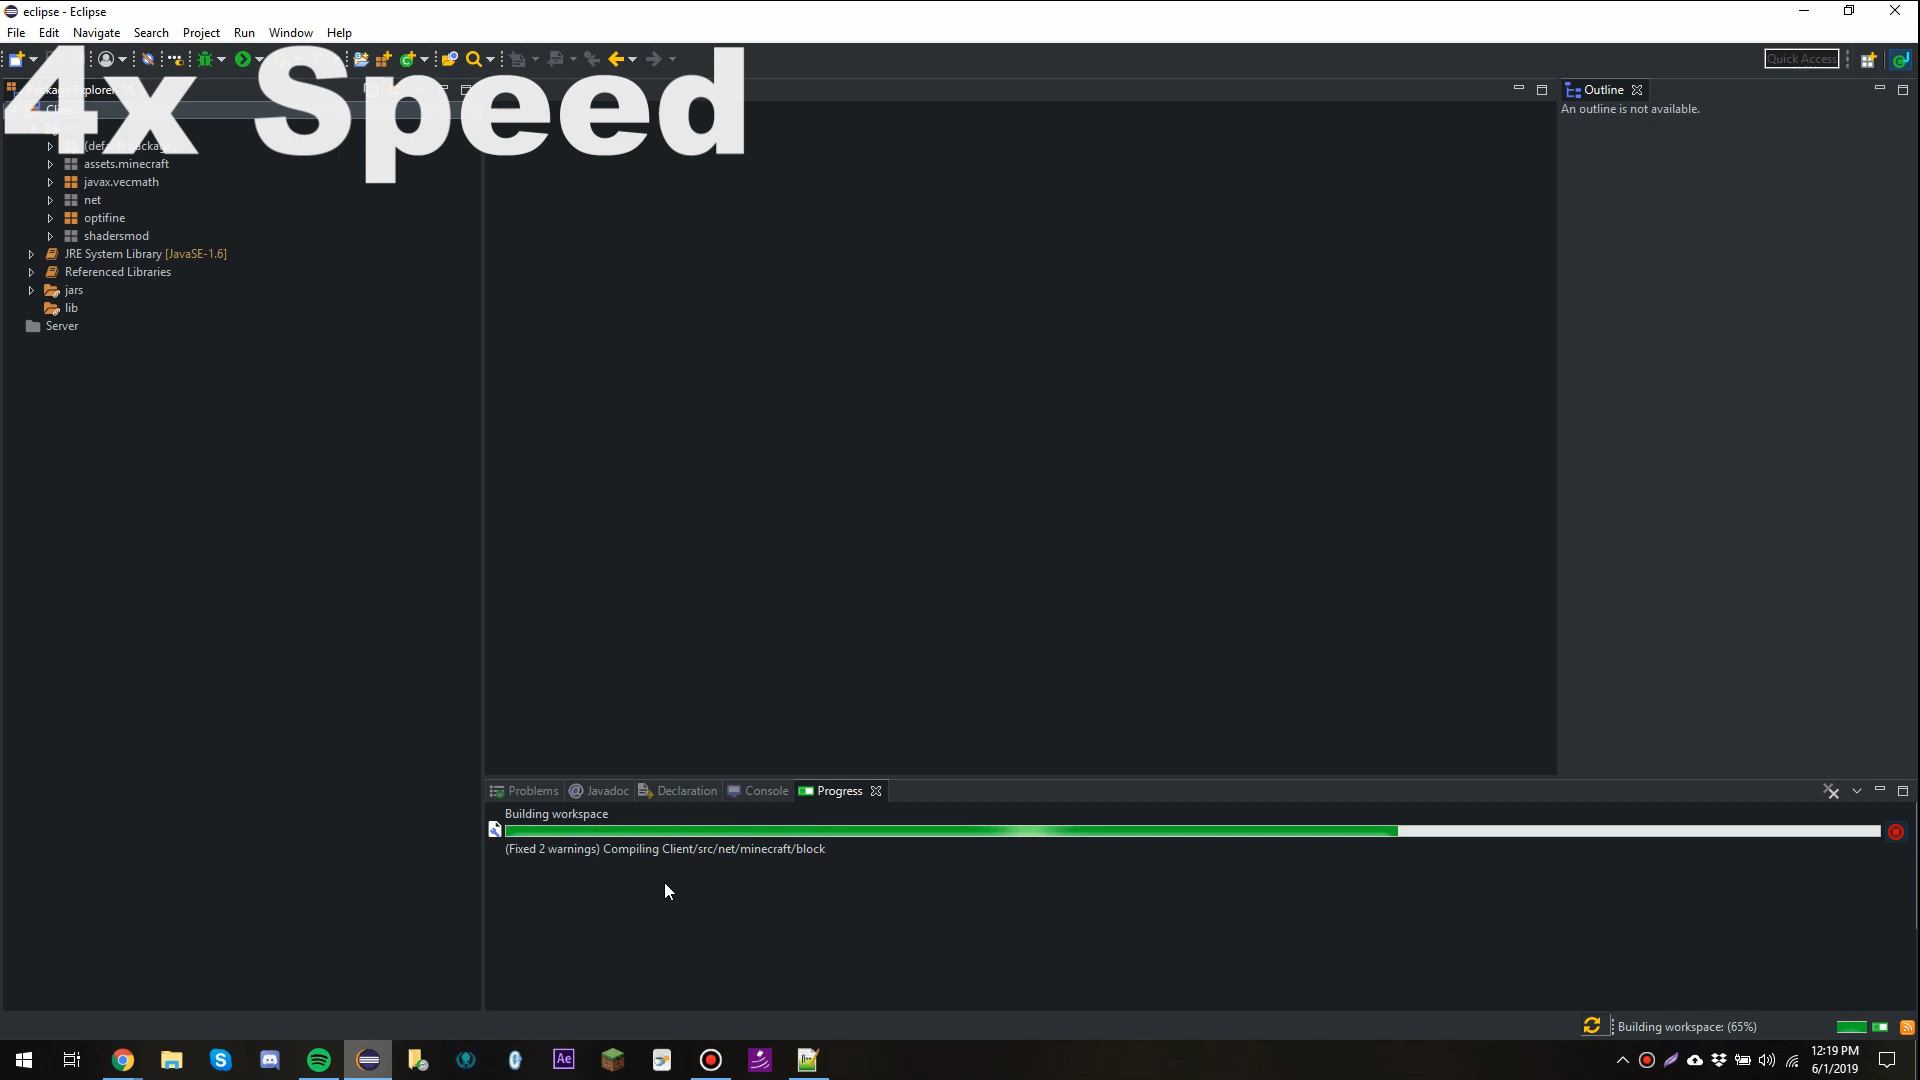 eclipse - Eclipse
File Edit Navigate Search Project Run Window Help
Quick Access
4x Speed
Package Explorer
Outline
An outline is not available.
assets.minecraft
javax.vecmath
net
optifine
shadersmod
JRE System Library [JavaSE-1.6]
Referenced Libraries
jars
lib
Server
Problems @ Javadoc Declaration Console Progress
Building workspace
(Fixed 2 warnings) Compiling Client/src/net/minecraft/block
Building workspace: (65%)
Ae
12:19 PM
6/1/2019